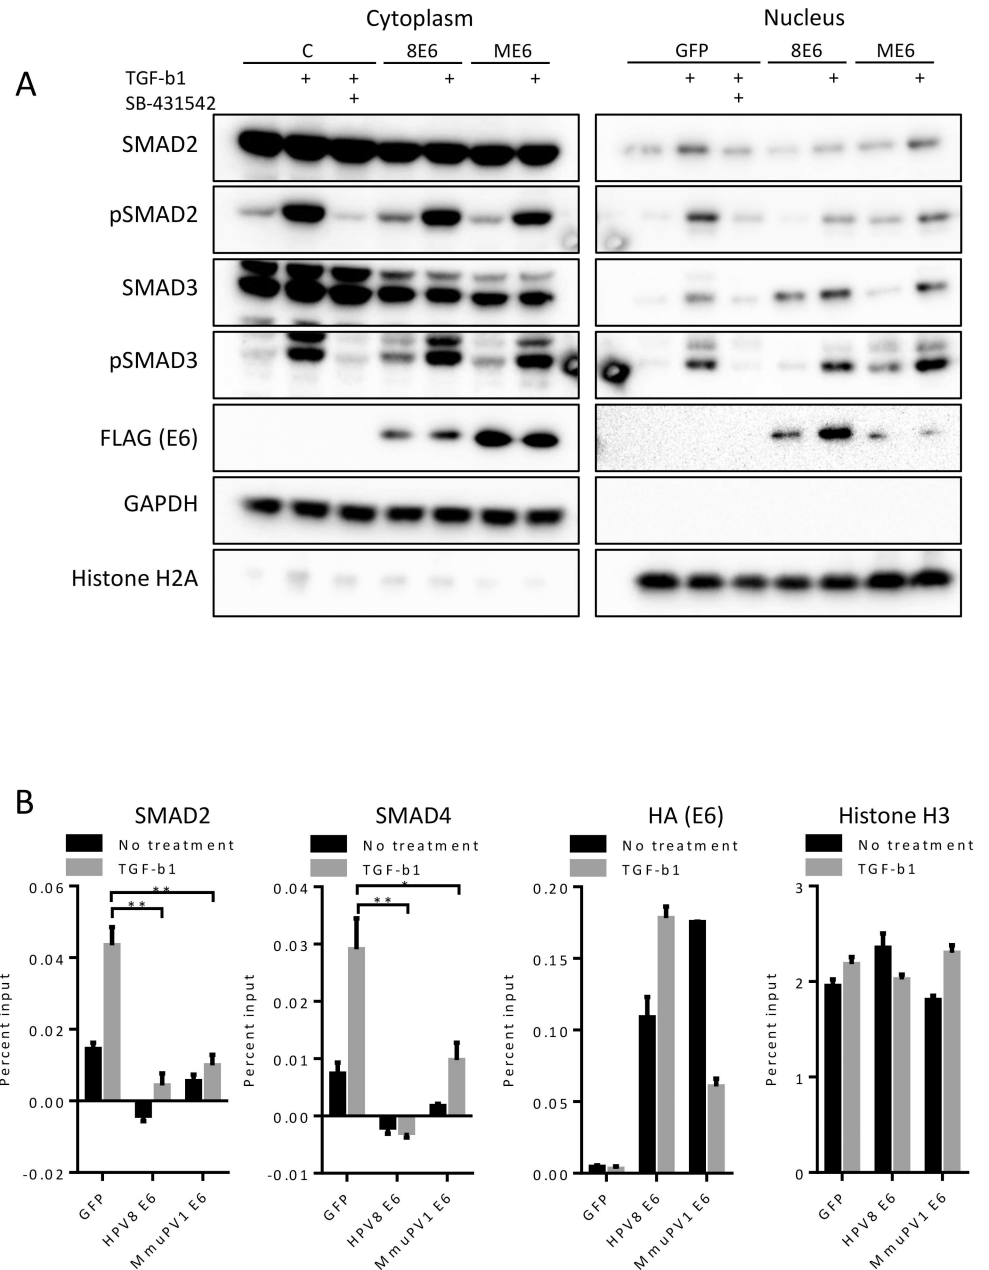 A
Cytoplasm Nucleus
C 8E6 ME6 GFP 8E6 ME6
TGF-b1 + + + + + + + +
SB-431542 + +
SMAD2
pSMAD2
SMAD3
pSMAD3
FLAG (E6)
GAPDH
Histone H2A
B
SMAD2
No treatment
TGF-b1
Percent input
0.06
0.04
0.02
0.00
-0.02
**
**
GFP
HPV8 E6
MmuPV1 E6
SMAD4
No treatment
TGF-b1
Percent input
0.04
0.03
0.02
0.01
0.00
-0.01
*
**
GFP
HPV8 E6
MmuPV1 E6
HA (E6)
No treatment
TGF-b1
Percent input
0.20
0.15
0.10
0.05
0.00
GFP
HPV8 E6
MmuPV1 E6
Histone H3
No treatment
TGF-b1
Percent input
3
2
1
0
GFP
HPV8 E6
MmuPV1 E6